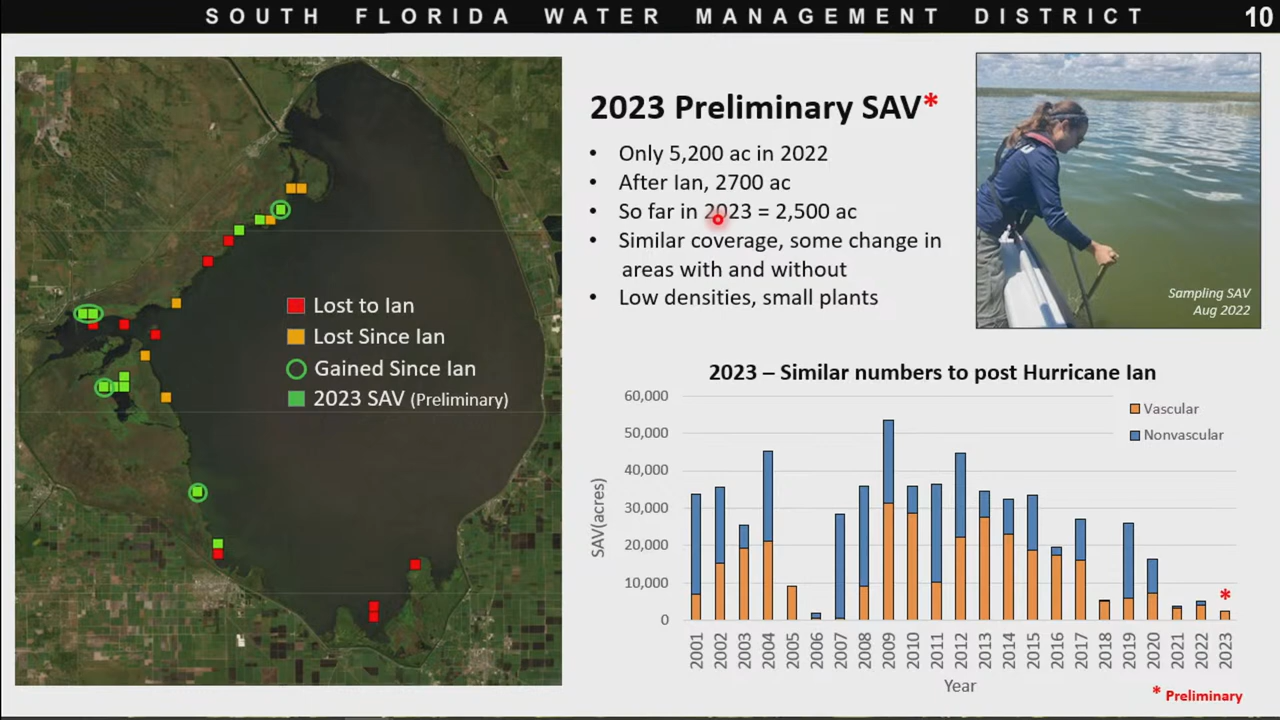 SOUTH FLORIDA WATER MANAGEMENT DISTRICT
10
Lost to Ian
Lost Since Ian
Gained Since Ian
2023 SAV (Preliminary)
2023 Preliminary SAV*
• Only 5,200 ac in 2022
• After Ian, 2700 ac
• So far in 2023 = 2,500 ac
• Similar coverage, some change in
areas with and without
• Low densities, small plants
Sampling SAV
Aug 2022
2023 – Similar numbers to post Hurricane Ian
Vascular
Nonvascular
SAV(acres)
60,000
50,000
40,000
30,000
20,000
10,000
0
*
2001 2002 2003 2004 2005 2006 2007 2008 2009 2010 2011 2012 2013 2014 2015 2016 2017 2018 2019 2020 2021 2022 2023
Year
* Preliminary